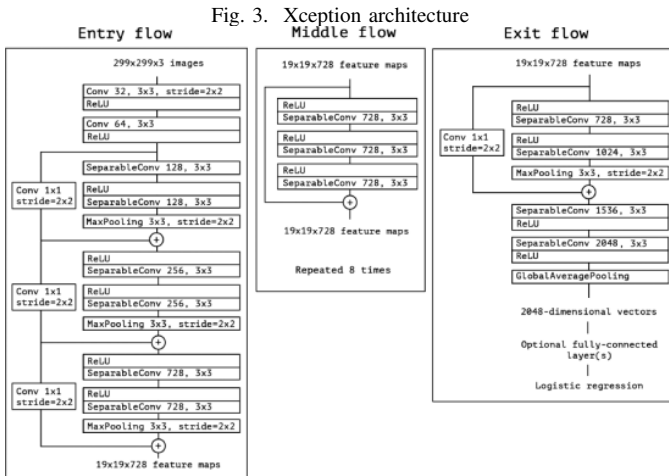 Fig. 3. Xception architecture
Entry flow
299x299x3 images
Conv 32, 3x3, stride=2x2
ReLU
Conv 64, 3x3
ReLU
Conv 1x1
stride=2x2
SeparableConv 128, 3x3
ReLU
SeparableConv 128, 3x3
MaxPooling 3x3, stride=2x2
+
Conv 1x1
stride=2x2
ReLU
SeparableConv 256, 3x3
ReLU
SeparableConv 256, 3x3
MaxPooling 3x3, stride=2x2
+
Conv 1x1
stride=2x2
ReLU
SeparableConv 728, 3x3
ReLU
SeparableConv 728, 3x3
MaxPooling 3x3, stride=2x2
+
19x19x728 feature maps
Middle flow
19x19x728 feature maps
ReLU
SeparableConv 728, 3x3
ReLU
SeparableConv 728, 3x3
ReLU
SeparableConv 728, 3x3
+
19x19x728 feature maps
Repeated 8 times
Exit flow
19x19x728 feature maps
Conv 1x1
stride=2x2
ReLU
SeparableConv 728, 3x3
ReLU
SeparableConv 1024, 3x3
MaxPooling 3x3, stride=2x2
+
SeparableConv 1536, 3x3
ReLU
SeparableConv 2048, 3x3
ReLU
GlobalAveragePooling
2048-dimensional vectors
Optional fully-connected
layer(s)
Logistic regression